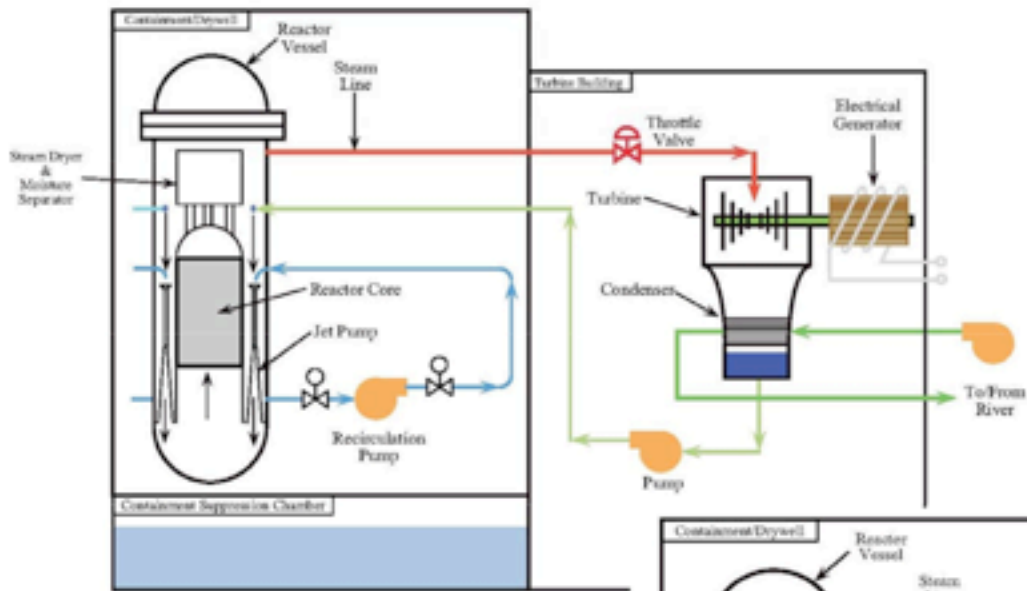 Containment/Drywell
Reactor
Vessel
Steam
Line
Turbine Building
Electrical
Generator
Throttle
Valve
Steam Dryer
&
Moisture
Separator
Turbine
Reactor Core
Condenser
Jet Pump
To/From
River
Recirculation
Pump
Pump
Containment Suppression Chamber
Containment/Drywell
Reactor
Vessel
Steam